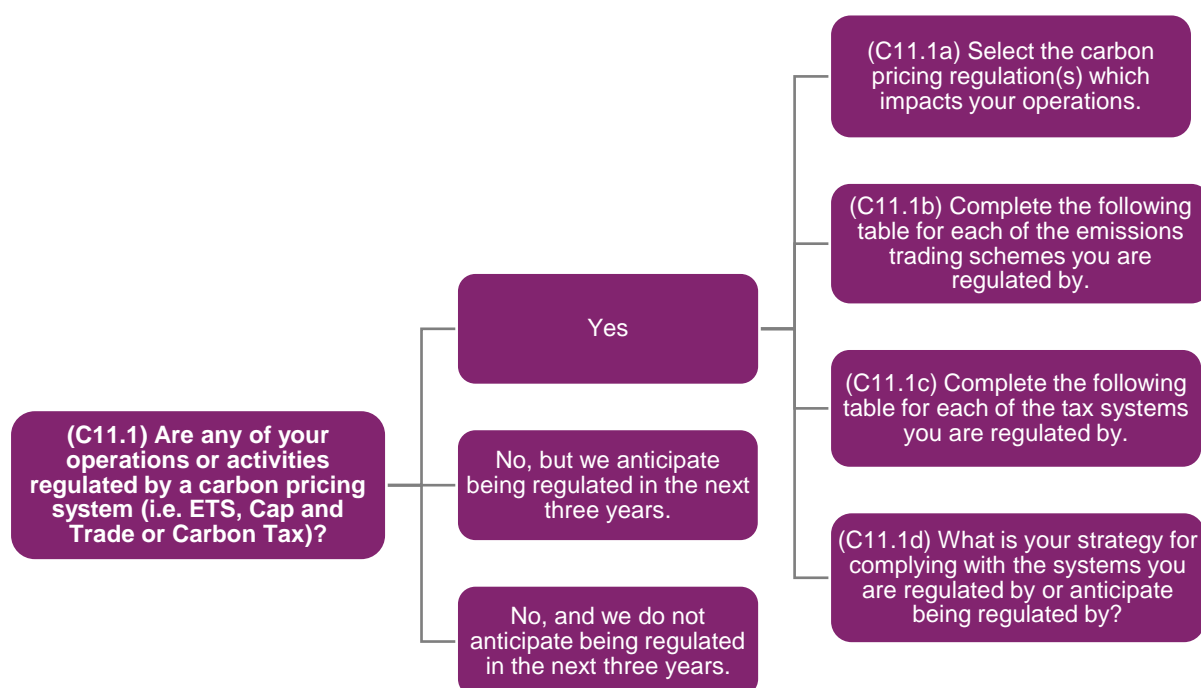 (C11.1) Are any of your
operations or activities
regulated by a carbon pricing
system (i.e. ETS, Cap and
Trade or Carbon Tax)?
Yes
No, but we anticipate
being regulated in the next
three years.
No, and we do not
anticipate being regulated
in the next three years.
(C11.1a) Select the carbon
pricing regulation(s) which
impacts your operations.
(C11.1b) Complete the following
table for each of the emissions
trading schemes you are
regulated by.
(C11.1c) Complete the following
table for each of the tax systems
you are regulated by.
(C11.1d) What is your strategy for
complying with the systems you
are regulated by or anticipate
being regulated by?